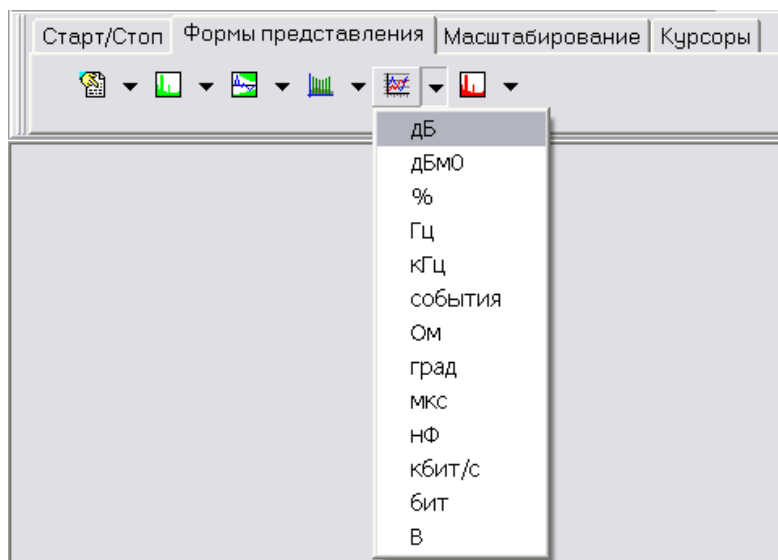 Старт/Стоп Формы представления Масштабирование Курсоры
дБ
дБм0
%
Гц
кГц
события
Ом
град
мкс
нФ
кбит/с
бит
В